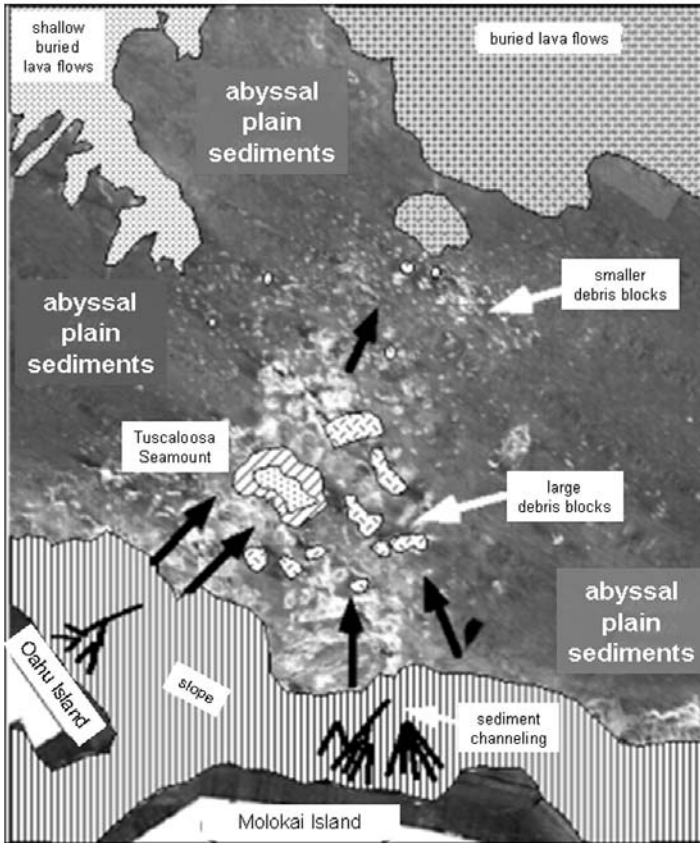 shallow
buried
lava flows
buried lava flows
abyssal
plain
sediments
smaller
debris blocks
abyssal
plain
sediments
Tuscaloosa
Seamount
large
debris blocks
abyssal
plain
sediments
Oahu Island
slope
sediment
channeling
Molokai Island